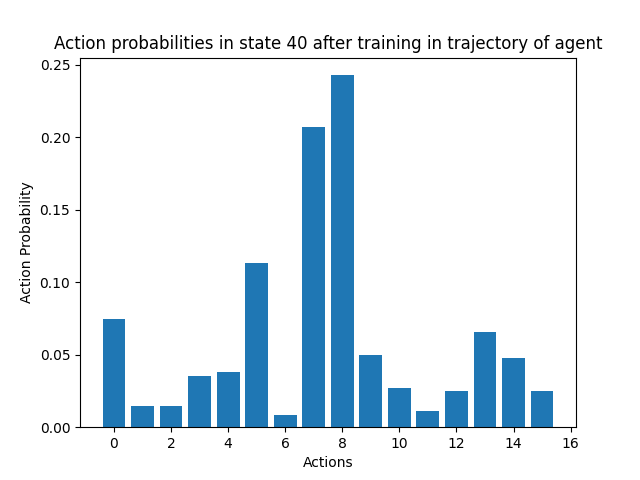 Action probabilities in state 40 after training in trajectory of agent
Action Probability
0.25
0.20
0.15
0.10
0.05
0.00
0 2 4 6 8 10 12 14 16
Actions